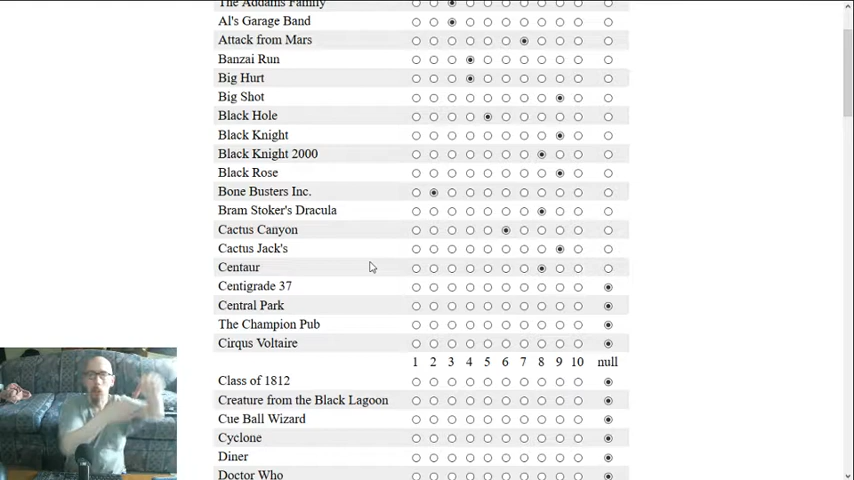 The Addams Family
Al's Garage Band
Attack from Mars
Banzai Run
Big Hurt
Big Shot
Black Hole
Black Knight
Black Knight 2000
Black Rose
Bone Busters Inc.
Bram Stoker's Dracula
Cactus Canyon
Cactus Jack's
Centaur
Centigrade 37
Central Park
The Champion Pub
Cirqus Voltaire
1 2 3 4 5 6 7 8 9 10 null
Class of 1812
Creature from the Black Lagoon
Cue Ball Wizard
Cyclone
Diner
Doctor Who